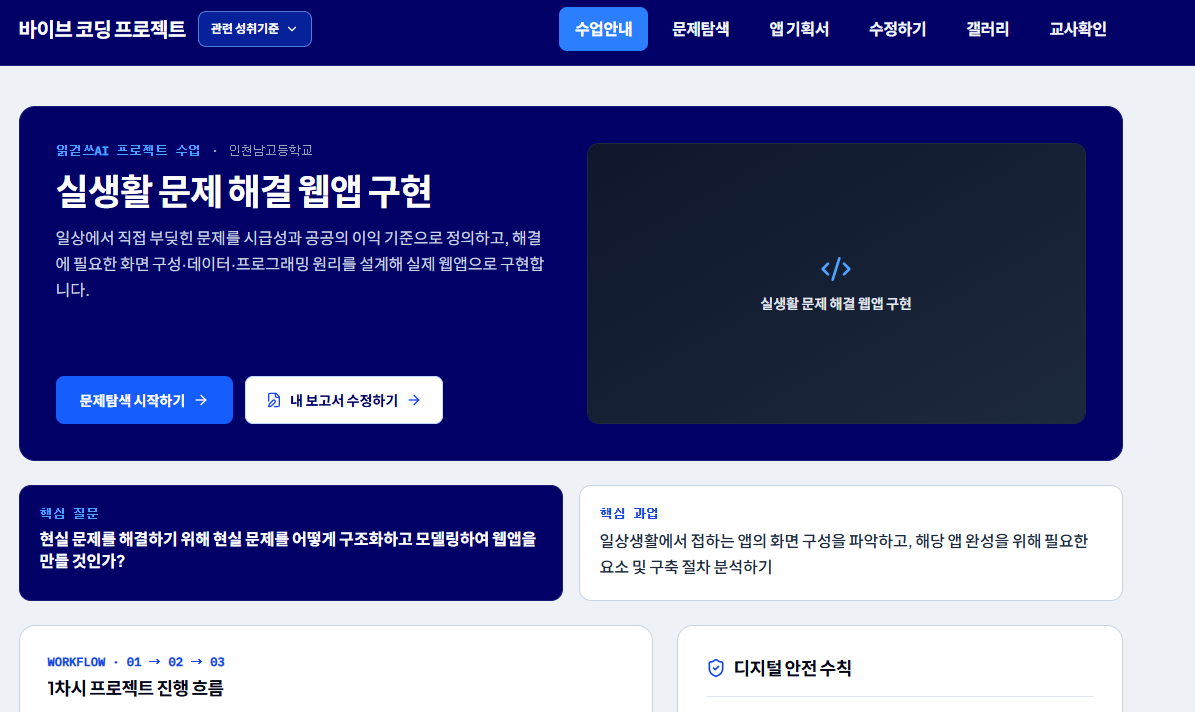 바이브 코딩 프로젝트
관련 성취기준
수업안내
문제탐색
앱 기획서
수정하기
갤러리
교사확인
읽걷쓰AI 프로젝트 수업 · 인천남고등학교
실생활 문제 해결 웹앱 구현
일상에서 직접 부딪힌 문제를 시급성과 공공의 이익 기준으로 정의하고, 해결
에 필요한 화면 구성·데이터·프로그래밍 원리를 설계해 실제 웹앱으로 구현합
니다.
문제탐색 시작하기 →
내 보고서 수정하기 →
</>
실생활 문제 해결 웹앱 구현
핵심 질문
현실 문제를 해결하기 위해 현실 문제를 어떻게 구조화하고 모델링하여 웹앱을
만들 것인가?
핵심 과업
일상생활에서 접하는 앱의 화면 구성을 파악하고, 해당 앱 완성을 위해 필요한
요소 및 구축 절차 분석하기
WORKFLOW · 01 → 02 → 03
1차시 프로젝트 진행 흐름
디지털 안전 수칙